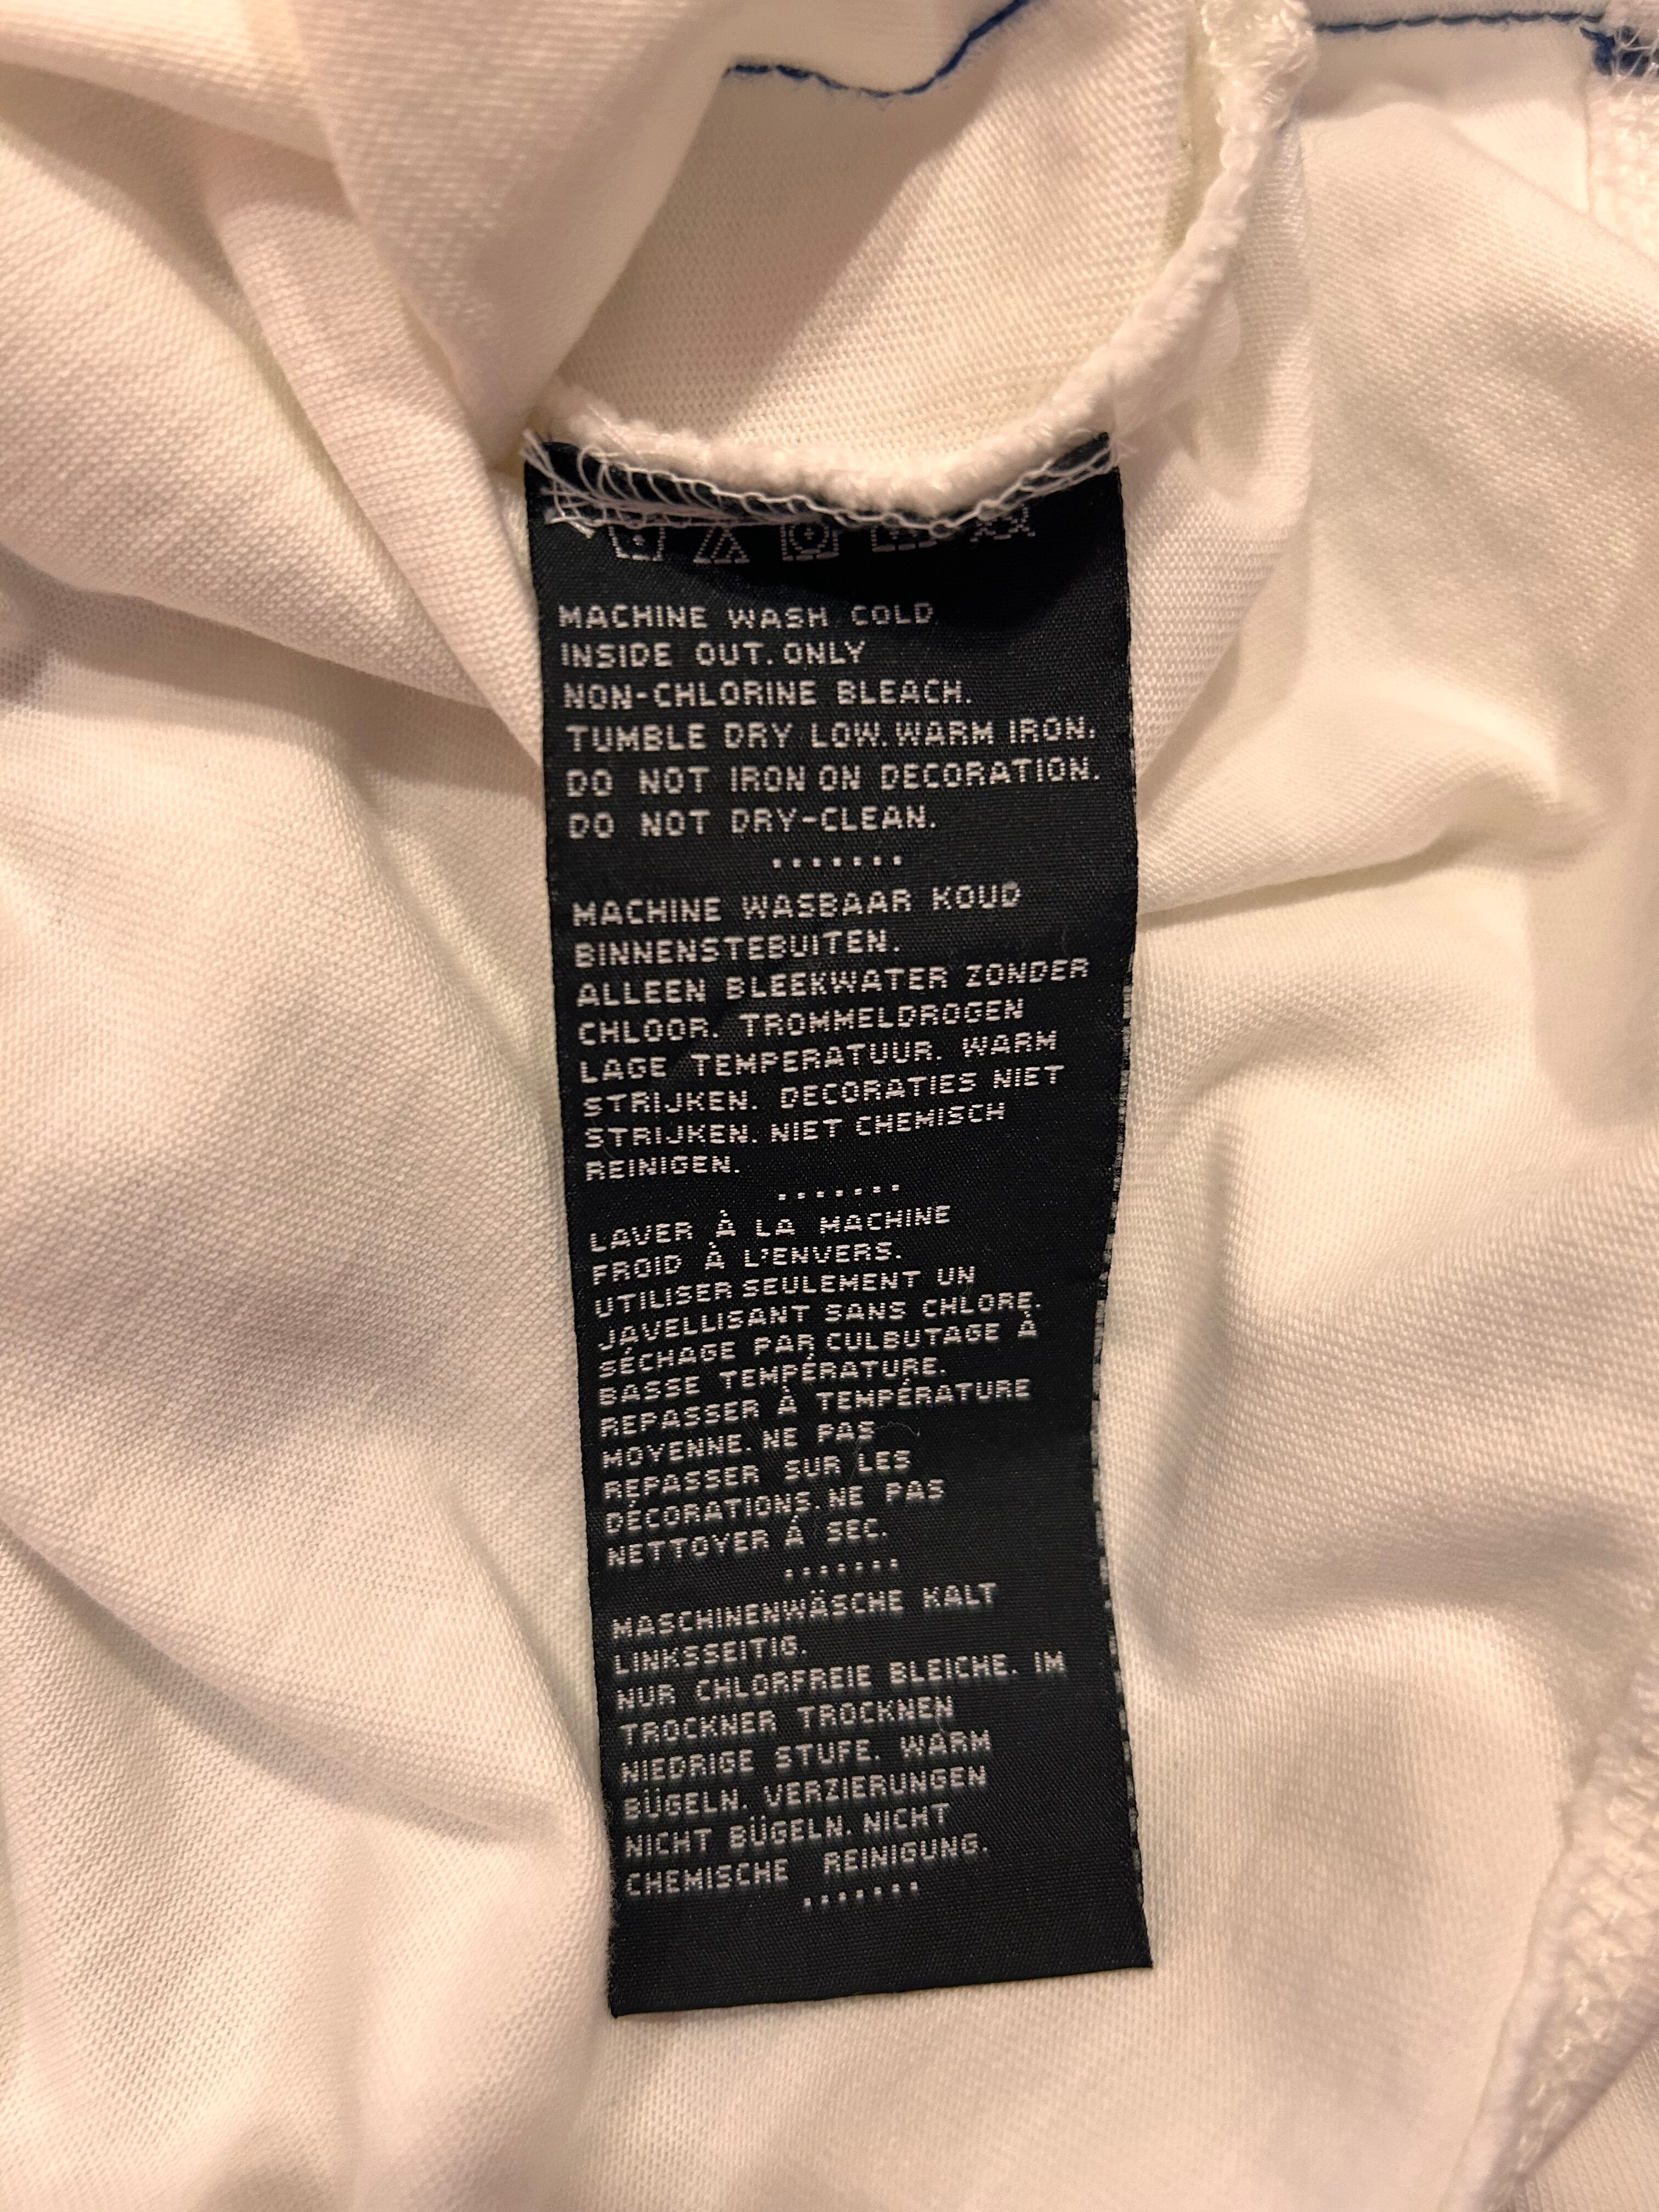 MACHINE WASH COLD
INSIDE OUT. ONLY
NON-CHLORINE BLEACH.
TUMBLE DRY LOW. WARM IRON.
DO NOT IRON ON DECORATION.
DO NOT DRY-CLEAN.
.......
MACHINE WASBAAR KOUD
BINNENSTEBUITEN.
ALLEEN BLEEKWATER ZONDER
CHLOOR. TROMMELDROGEN
LAGE TEMPERATUUR. WARM
STRIJKEN. DECORATIES NIET
STRIJKEN. NIET CHEMISCH
REINIGEN.
.......
LAVER À LA MACHINE
FROID À L'ENVERS.
UTILISER SEULEMENT UN
JAVELLISANT SANS CHLORE.
SÉCHAGE PAR CULBUTAGE À
BASSE TEMPÉRATURE.
REPASSER À TEMPÉRATURE
MOYENNE. NE PAS
REPASSER SUR LES
DÉCORATIONS. NE PAS
NETTOYER À SEC.
.......
MASCHINENWÄSCHE KALT
LINKSSEITIG.
NUR CHLORFREIE BLEICHE. IM
TROCKNER TROCKNEN
NIEDRIGE STUFE. WARM
BÜGELN. VERZIERUNGEN
NICHT BÜGELN. NICHT
CHEMISCHE REINIGUNG.
.......